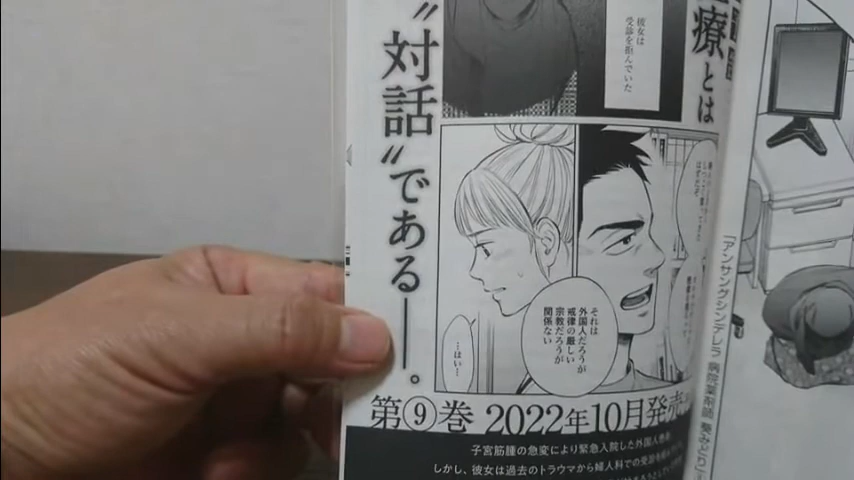 療とは
〝対話〟である――。
彼女は
受診を拒んでいた
それは
外国人だろうが
戒律の厳しい
宗教だろうが
関係ない
…はい…
第⑨巻 2022年10月発売
子宮筋腫の急変により緊急入院した外国人
しかし、彼女は過去のトラウマから婦人科での受診を
『アンサングシンデレラ 病院薬剤師 葵みどり』